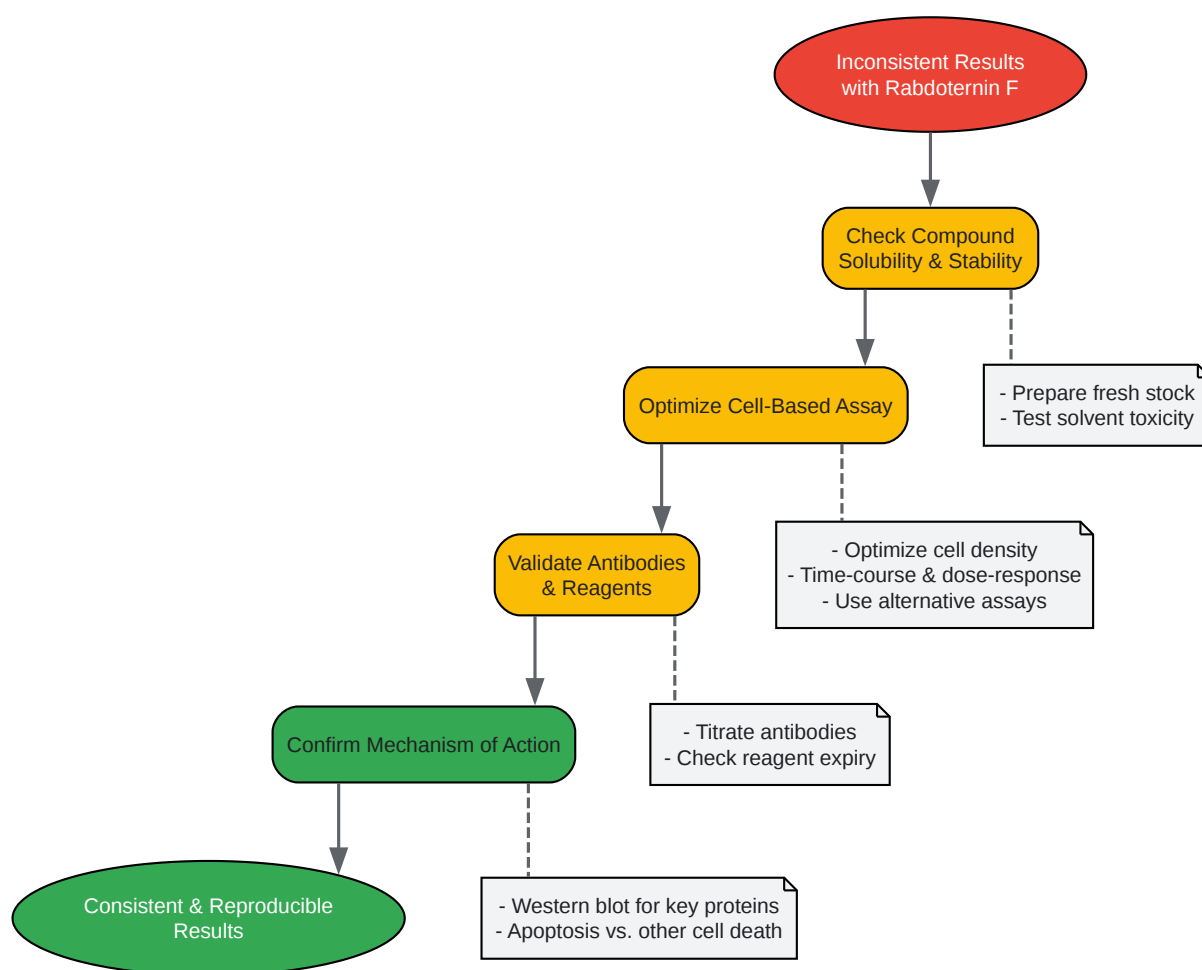 Inconsistent Results
with Rabdoternin F
Check Compound
Solubility & Stability
- Prepare fresh stock
- Test solvent toxicity
Optimize Cell-Based Assay
- Optimize cell density
- Time-course & dose-response
- Use alternative assays
Validate Antibodies
& Reagents
- Titrate antibodies
- Check reagent expiry
Confirm Mechanism of Action
- Western blot for key proteins
- Apoptosis vs. other cell death
Consistent & Reproducible
Results